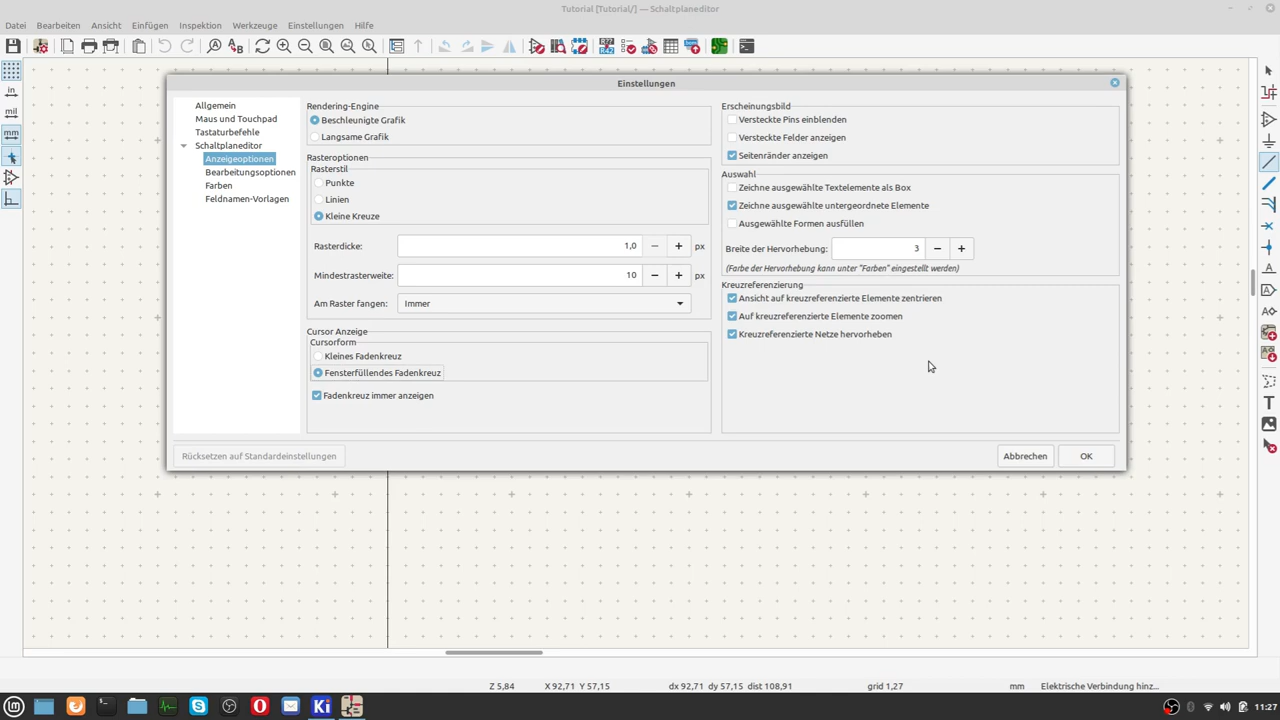 Tutorial [Tutorial/] — Schaltplaneditor
Datei Bearbeiten Ansicht Einfügen Inspektion Werkzeuge Einstellungen Hilfe
in
mil
mm
Einstellungen
Allgemein
Maus und Touchpad
Tastaturbefehle
Schaltplaneditor
Anzeigeoptionen
Bearbeitungsoptionen
Farben
Feldnamen-Vorlagen
Rendering-Engine
Beschleunigte Grafik
Langsame Grafik
Rasteroptionen
Rasterstil
Punkte
Linien
Kleine Kreuze
Rasterdicke: 1,0 px
Mindestrasterweite: 10 px
Am Raster fangen: Immer
Cursor Anzeige
Cursorform
Kleines Fadenkreuz
Fensterfüllendes Fadenkreuz
Fadenkreuz immer anzeigen
Erscheinungsbild
Versteckte Pins einblenden
Versteckte Felder anzeigen
Seitenränder anzeigen
Auswahl
Zeichne ausgewählte Textelemente als Box
Zeichne ausgewählte untergeordnete Elemente
Ausgewählte Formen ausfüllen
Breite der Hervorhebung: 3
(Farbe der Hervorhebung kann unter "Farben" eingestellt werden)
Kreuzreferenzierung
Ansicht auf kreuzreferenzierte Elemente zentrieren
Auf kreuzreferenzierte Elemente zoomen
Kreuzreferenzierte Netze hervorheben
Rücksetzen auf Standardeinstellungen
Abbrechen
OK
Z 5,84 X 92,71 Y 57,15 dx 92,71 dy 57,15 dist 108,91 grid 1,27 mm Elektrische Verbindung hinz...
Ki
11:27